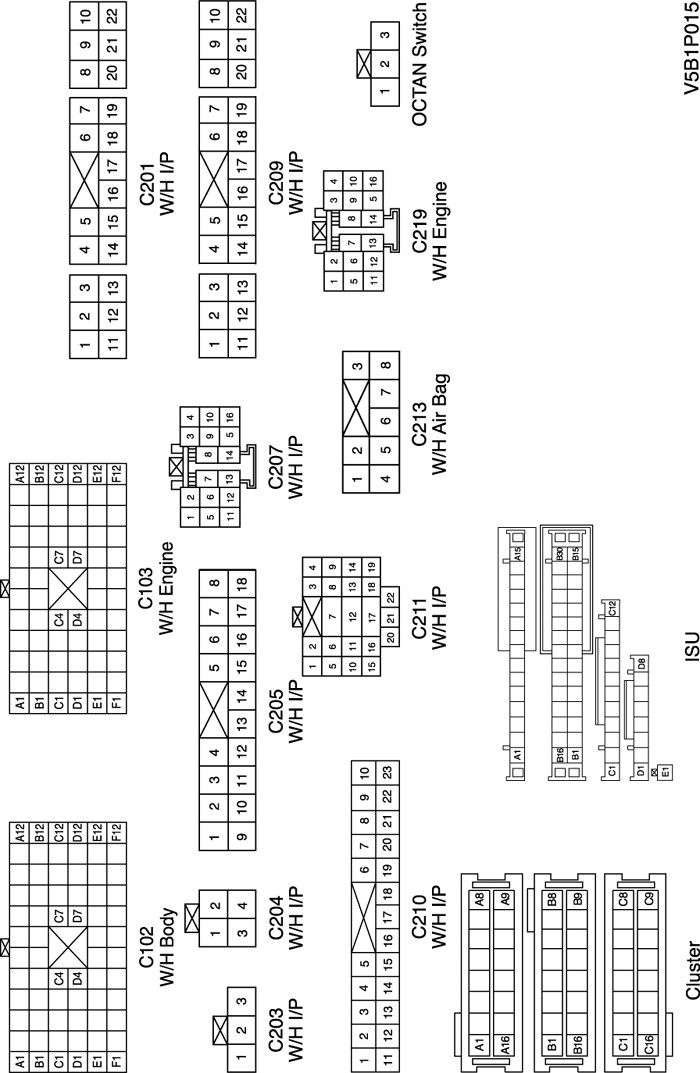 A1 A12
B1 B12
C1 C4 C7 C12
D1 D4 D7 D12
E1 E12
F1 F12
C102
W/H Body
A1 A12
B1 B12
C1 C4 C7 C12
D1 D4 D7 D12
E1 E12
F1 F12
C103
W/H Engine
1 2 3 4 5 6 7 8 9 10
11 12 13 14 15 16 17 18 19 20 21 22
C201
W/H I/P
1 2 3
C203
W/H I/P
1 2
3 4
C204
W/H I/P
1 2 3 4 5 6 7 8
9 10 11 12 13 14 15 16 17 18
C205
W/H I/P
1 2 3 4
5 6 7 8 9 10
11 12 13 14 5 16
C207
W/H I/P
1 2 3 4 5 6 7 8 9 10
11 12 13 14 15 16 17 18 19 20 21 22
C209
W/H I/P
1 2 3 4 5 6 7 8 9 10
11 12 13 14 15 16 17 18 19 20 21 22 23
C210
W/H I/P
1 2 3 4
5 6 7 8 9
10 11 12 13 14
15 16 17 18 19
20 21 22
C211
W/H I/P
1 2 3
4 5 6 7 8
C213
W/H Air Bag
1 2 3 4
5 6 7 8 9 10
11 12 13 14 5 16
C219
W/H Engine
1 2 3
OCTAN Switch
A1 A8
A16 A9
B1 B8
B16 B9
C1 C8
C16 C9
Cluster
A1 A15
B16 B30
B1 B15
C1 C12
D1 D8
E1
ISU
V5B1P015